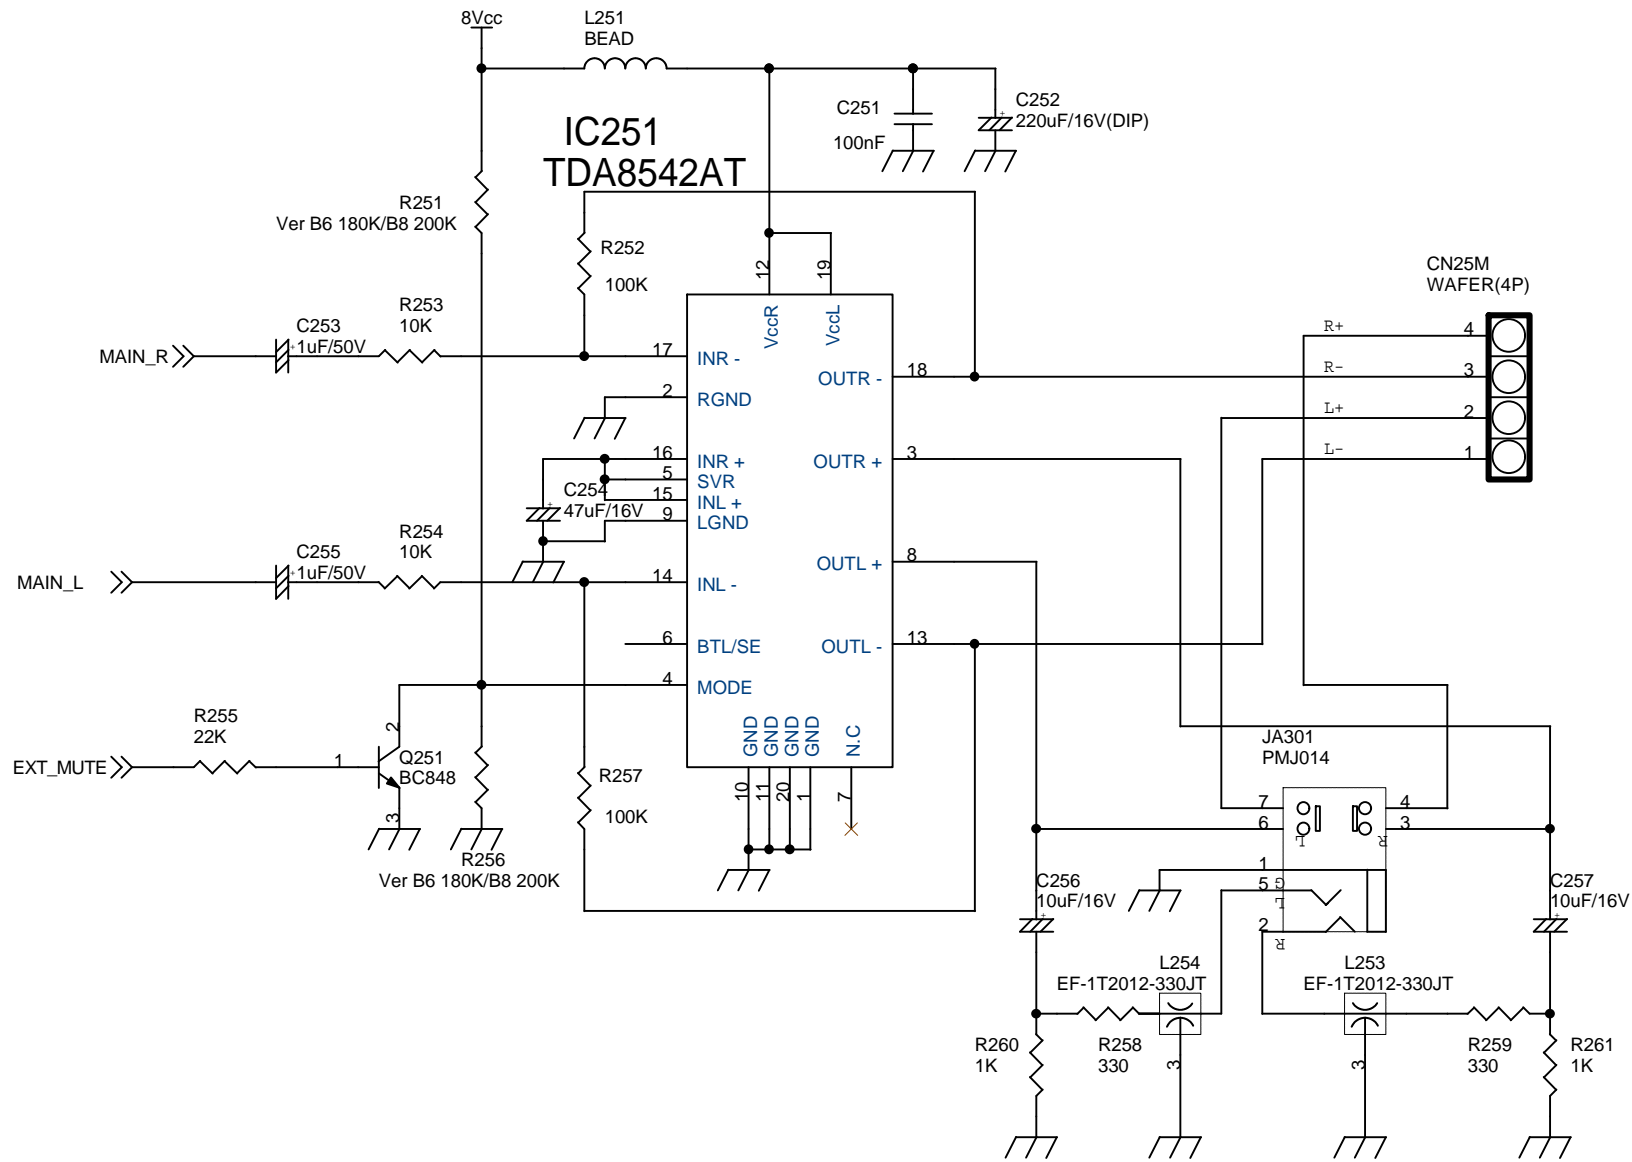 8Vcc
L251
BEAD
C251
100nF
C252
220uF/16V(DIP)
IC251
TDA8542AT
R251
Ver B6 180K/B8 200K
R252
100K
12
19
VccR
VccL
CN25M
WAFER(4P)
R+
4
R-
3
L+
2
L-
1
MAIN_R
C253
+
1uF/50V
R253
10K
17
INR -
2
RGND
16
INR +
5
SVR
15
INL +
9
LGND
C254
47uF/16V
OUTR -
18
OUTR +
3
OUTL +
8
OUTL -
13
MAIN_L
C255
+
1uF/50V
R254
10K
14
INL -
6
BTL/SE
4
MODE
GND
GND
GND
GND
N.C
10
11
20
1
7
EXT_MUTE
R255
22K
1
2
3
Q251
BC848
R256
Ver B6 180K/B8 200K
R257
100K
JA301
PMJ014
7
6
1
5
2
4
3
L
R
G
L
R
C256
10uF/16V
C257
10uF/16V
L254
EF-1T2012-330JT
L253
EF-1T2012-330JT
R260
1K
R258
330
3
3
R259
330
R261
1K